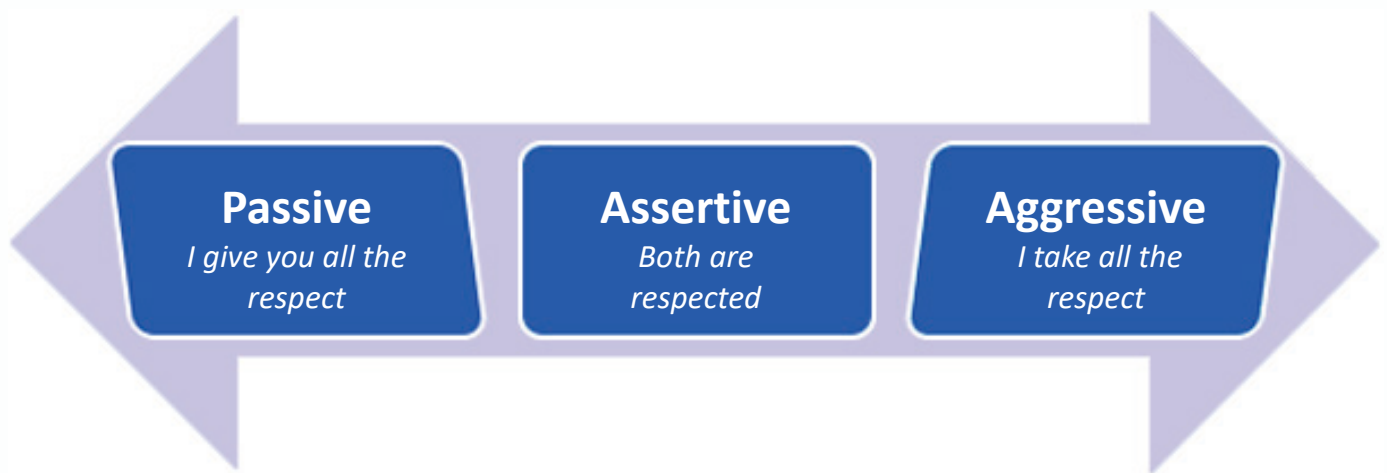 Passive
I give you all the
respect
Assertive
Both are
respected
Aggressive
I take all the
respect